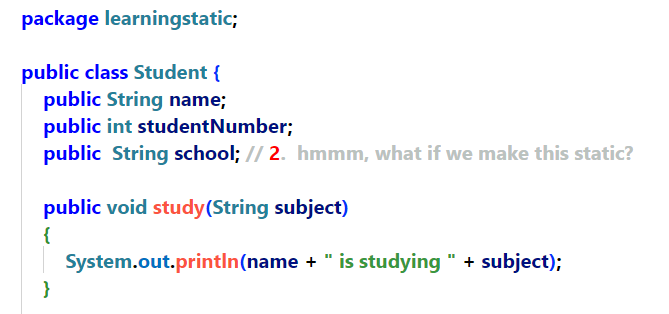 package learningstatic;
public class Student {
public String name;
public int studentNumber;
public  String school; // 2.  hmmm, what if we make this static?
public void study(String subject)
{
System.out.println(name + " is studying " + subject);
}